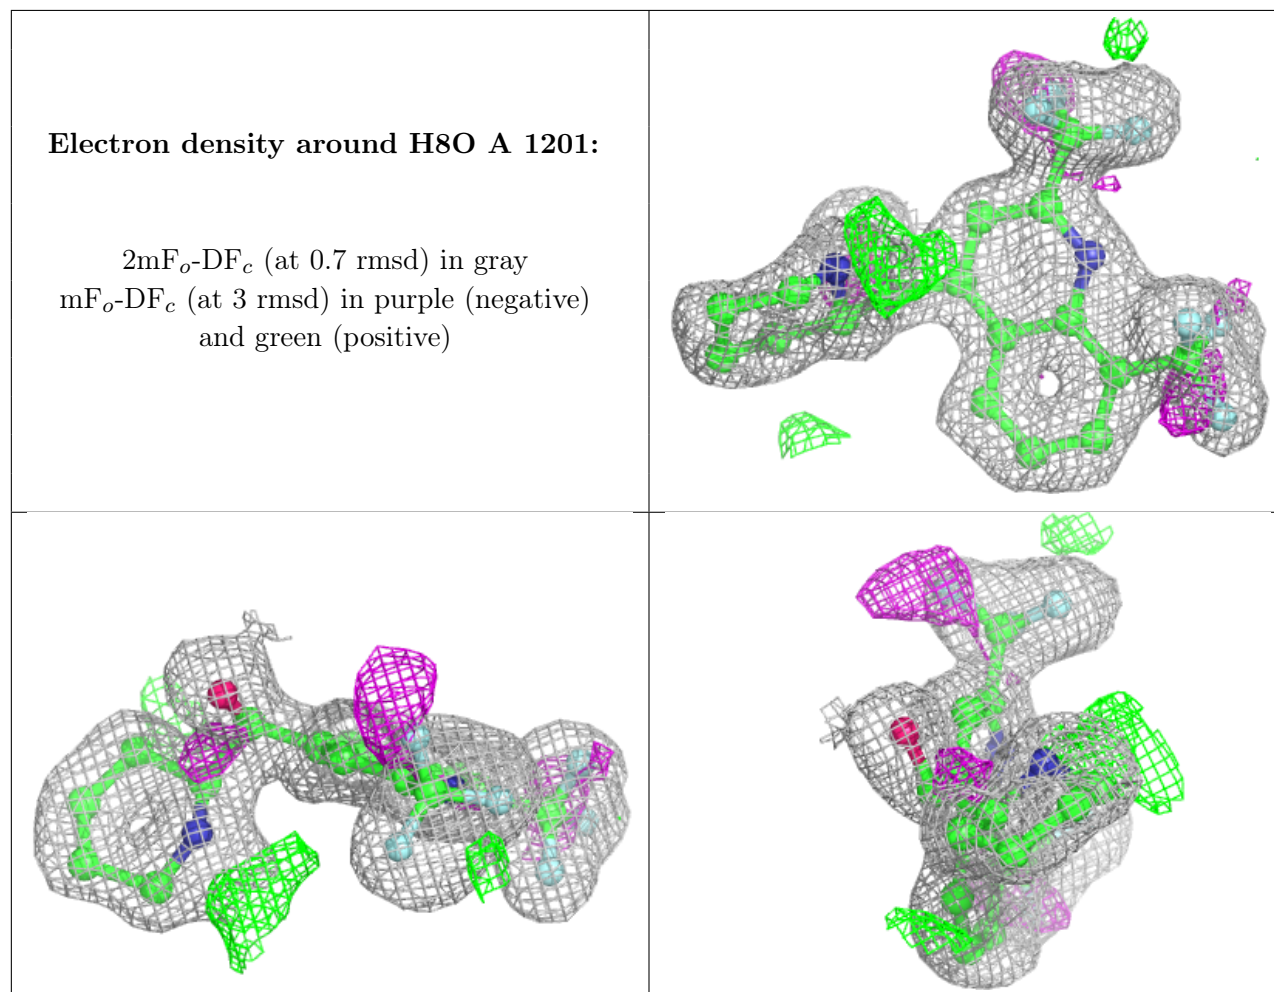 Electron density around H8O A 1201:
2mFo-DFc (at 0.7 rmsd) in gray
mFo-DFc (at 3 rmsd) in purple (negative)
and green (positive)